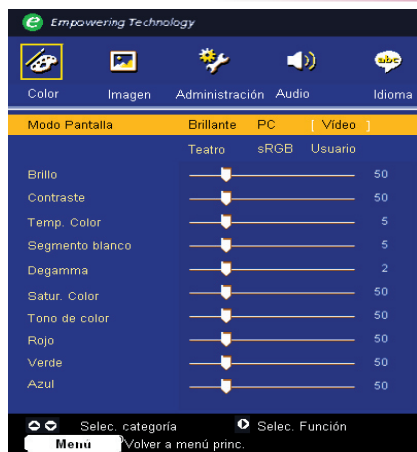 e Empowering Technology
abc
Color Imagen Administración Audio Idioma
Modo Pantalla Brillante PC [ Vídeo ]
Teatro sRGB Usuario
Brillo 50
Contraste 50
Temp. Color 5
Segmento blanco 5
Degamma 2
Satur. Color 50
Tono de color 50
Rojo 50
Verde 50
Azul 50
Selec. categoría Selec. Función
Menú Volver a menú princ.